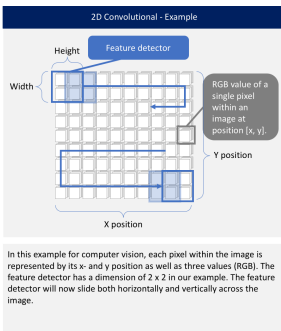 2D Convolutional - Example
Height
Feature detector
Width
RGB value of a
single pixel
within an
image at
position [x, y].
Y position
X position
In this example for computer vision, each pixel within the image is
represented by its x- and y position as well as three values (RGB). The
feature detector has a dimension of 2 x 2 in our example. The feature
detector will now slide both horizontally and vertically across the
image.